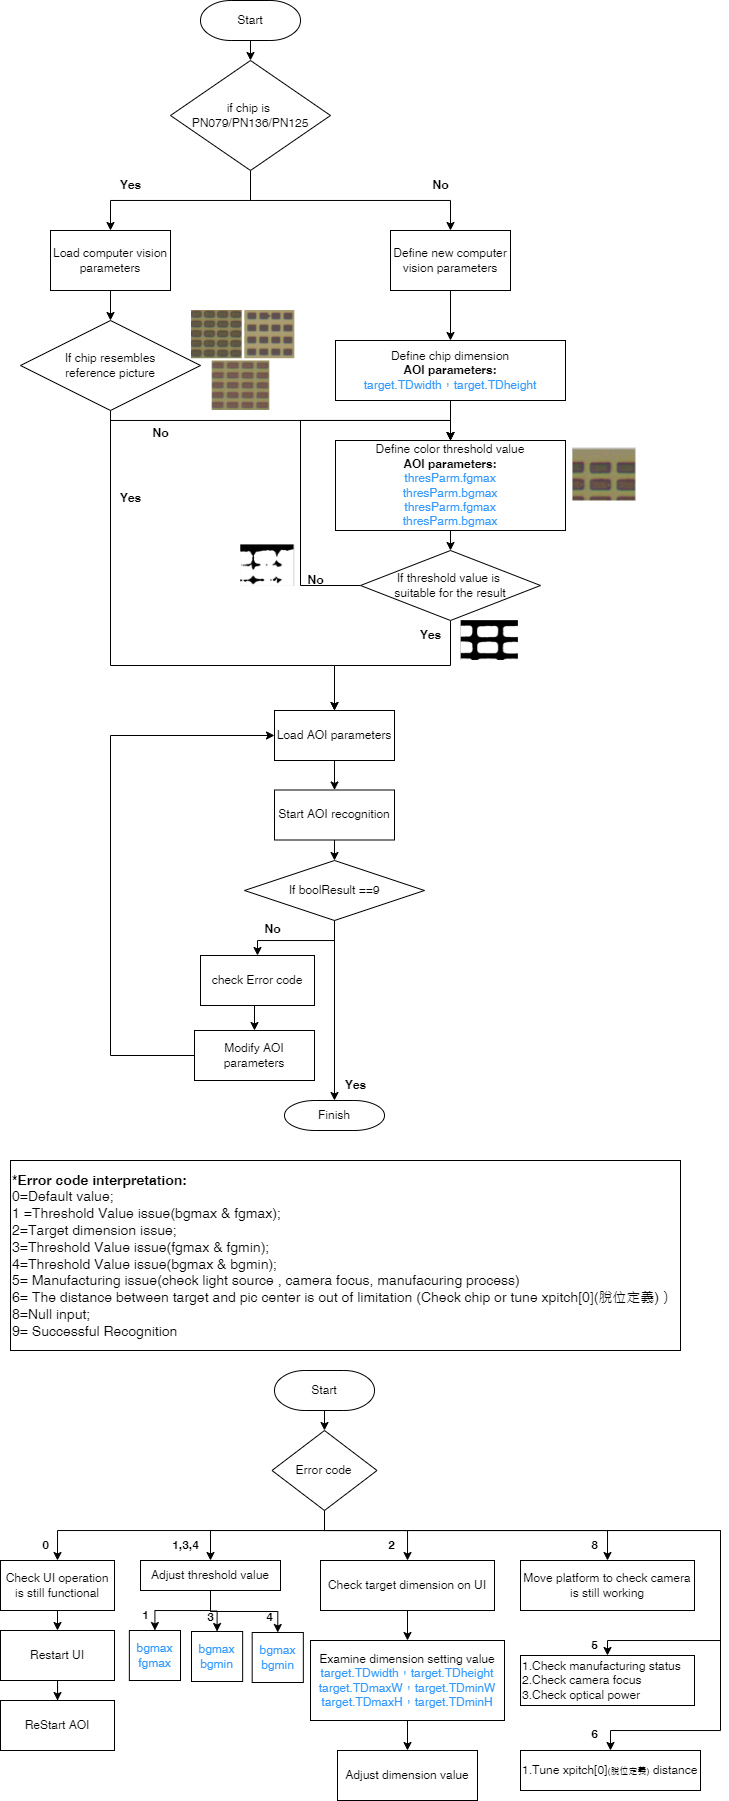 Start
if chip is
PN079/PN136/PN125
Yes
No
Load computer vision
parameters
Define new computer
vision parameters
If chip resembles
reference picture
Define chip dimension
AOI parameters:
target.TDwidth，target.TDheight
No
Define color threshold value
AOI parameters:
thresParm.fgmax
thresParm.bgmax
thresParm.fgmax
thresParm.bgmax
Yes
If threshold value is
suitable for the result
No
Yes
Load AOI parameters
Start AOI recognition
If boolResult ==9
No
check Error code
Modify AOI
parameters
Yes
Finish
*Error code interpretation:
0=Default value;
1 =Threshold Value issue(bgmax & fgmax);
2=Target dimension issue;
3=Threshold Value issue(fgmax & fgmin);
4=Threshold Value issue(bgmax & bgmin);
5= Manufacturing issue(check light source , camera focus, manufacuring process)
6= The distance between target and pic center is out of limitation (Check chip or tune xpitch[0](脫位定義) )
8=Null input;
9= Successful Recognition
Start
Error code
0
1,3,4
2
8
Check UI operation
is still functional
Adjust threshold value
Check target dimension on UI
Move platform to check camera
is still working
1
3
4
Restart UI
bgmax
fgmax
bgmax
bgmin
bgmax
bgmin
Examine dimension setting value
target.TDwidth，target.TDheight
target.TDmaxW，target.TDminW
target.TDmaxH，target.TDminH
5
1.Check manufacturing status
2.Check camera focus
3.Check optical power
ReStart AOI
6
Adjust dimension value
1.Tune xpitch[0](脫位定義) distance